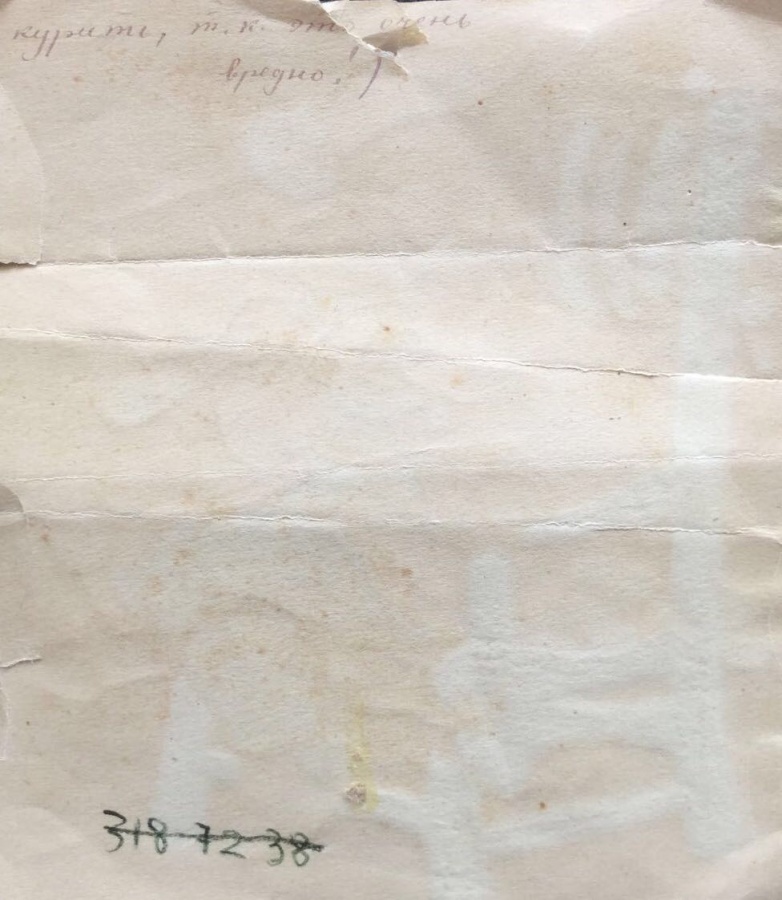 курить, т.к. это очень
вредно!)
318 72 38